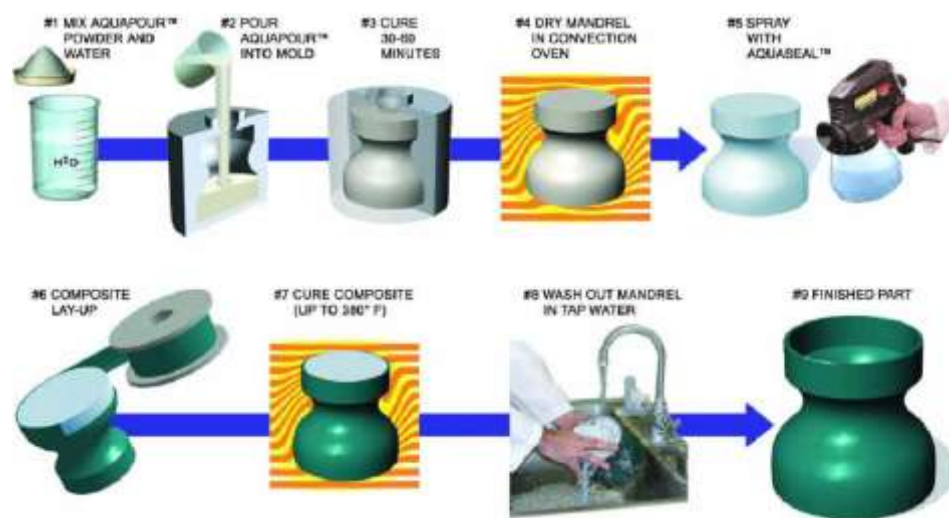 #1 MIX AQUAPOUR™
POWDER AND
WATER
#2 POUR
AQUAPOUR™
INTO MOLD
#3 CURE
30-60
MINUTES
#4 DRY MANDREL
IN CONVECTION
OVEN
#5 SPRAY
WITH
AQUASEAL™
H²O
#6 COMPOSITE
LAY-UP
#7 CURE COMPOSITE
(UP TO 380° F)
#8 WASH OUT MANDREL
IN TAP WATER
#9 FINISHED PART